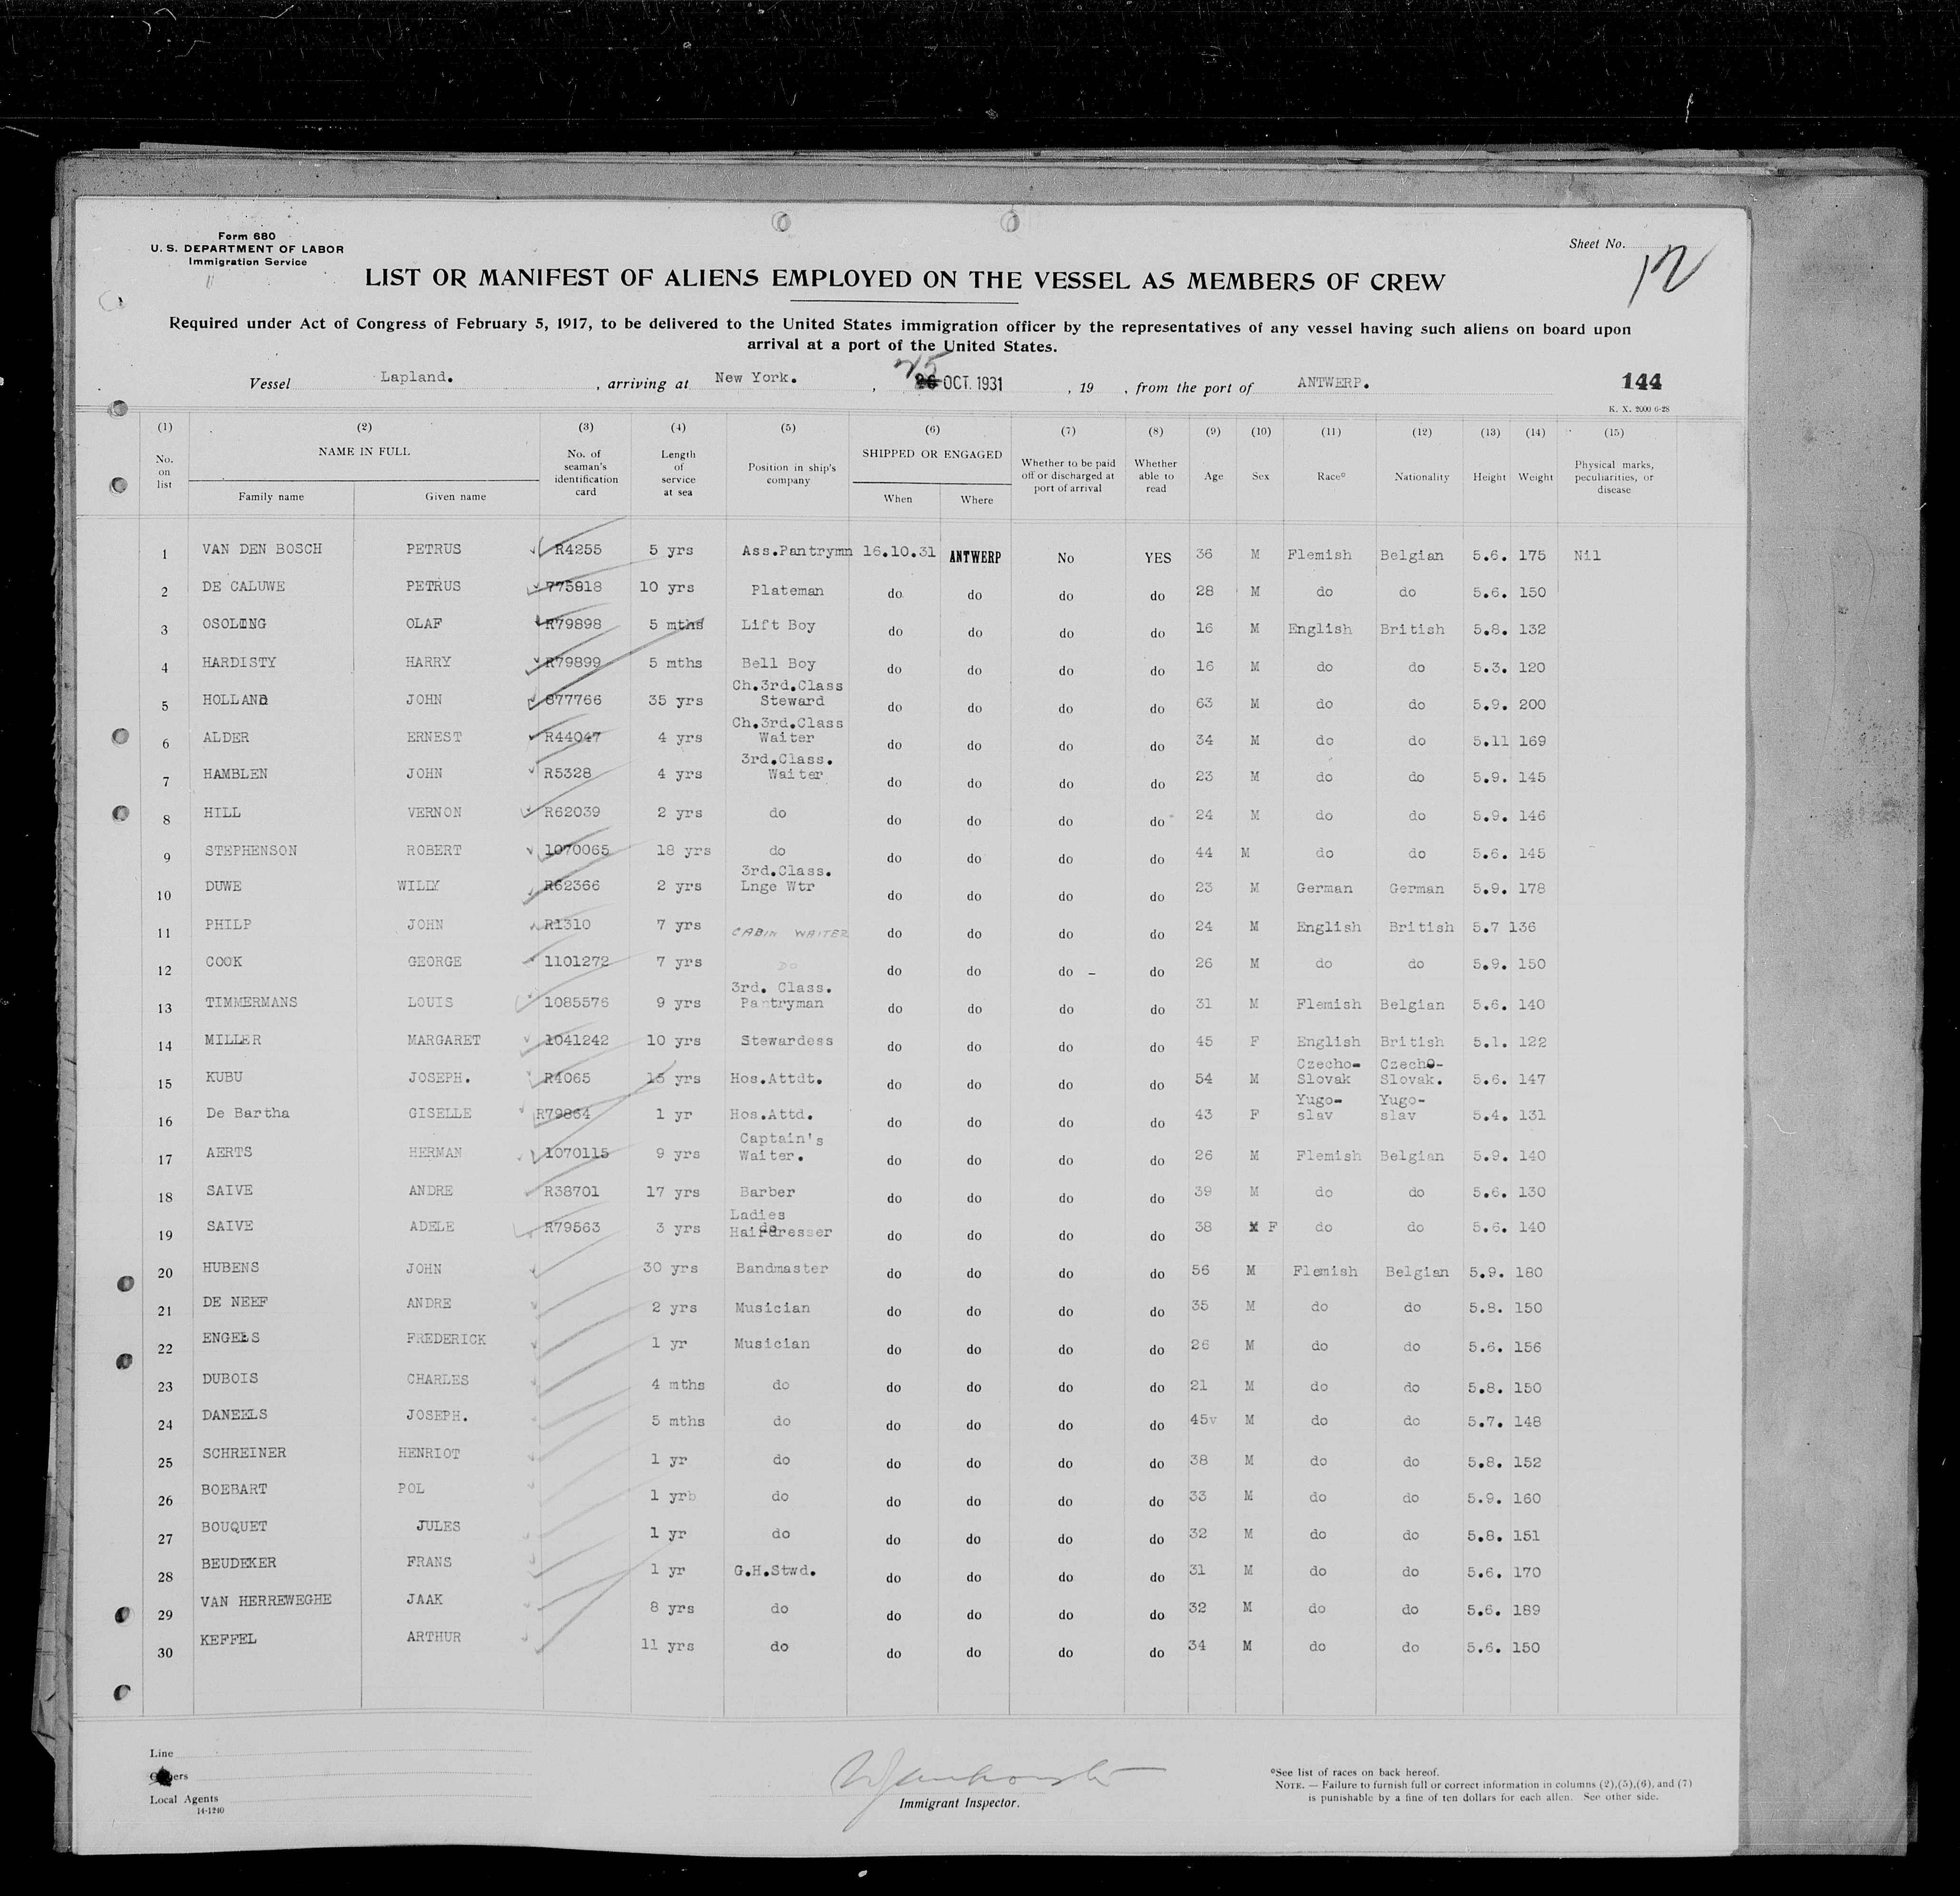 Form 680
U. S. DEPARTMENT OF LABOR
Immigration Service
Sheet No. 12
LIST OR MANIFEST OF ALIENS EMPLOYED ON THE VESSEL AS MEMBERS OF CREW
Required under Act of Congress of February 5, 1917, to be delivered to the United States immigration officer by the representatives of any vessel having such aliens on board upon
arrival at a port of the United States.
Vessel Lapland. , arriving at New York. , 25 OCT. 1931 , 19 , from the port of ANTWERP. 144
K. X. 2000 6-28
(1) (2) (3) (4) (5) (6) (7) (8) (9) (10) (11) (12) (13) (14) (15)
No. on list NAME IN FULL Family name Given name No. of seaman's identification card Length of service at sea Position in ship's company SHIPPED OR ENGAGED When Where Whether to be paid off or discharged at port of arrival Whether able to read Age Sex Race° Nationality Height Weight Physical marks, peculiarities, or disease
1 VAN DEN BOSCH PETRUS R4255 5 yrs Ass.Pantrymn 16.10.31 ANTWERP No YES 36 M Flemish Belgian 5.6. 175 Nil
2 DE CALUWE PETRUS 775818 10 yrs Plateman do do do do 28 M do do 5.6. 150
3 OSOLING OLAF R79898 5 mths Lift Boy do do do do 16 M English British 5.8. 132
4 HARDISTY HARRY R79899 5 mths Bell Boy do do do do 16 M do do 5.3. 120
5 HOLLAND JOHN 877766 35 yrs Ch.3rd.Class Steward do do do do 63 M do do 5.9. 200
6 ALDER ERNEST R44047 4 yrs Ch.3rd.Class Waiter do do do do 34 M do do 5.11 169
7 HAMBLEN JOHN R5328 4 yrs 3rd.Class. Waiter do do do do 23 M do do 5.9. 145
8 HILL VERNON R62039 2 yrs do do do do do 24 M do do 5.9. 146
9 STEPHENSON ROBERT 1070065 18 yrs do do do do do 44 M do do 5.6. 145
10 DUWE WILLY R62366 2 yrs 3rd.Class. Lnge Wtr do do do do 23 M German German 5.9. 178
11 PHILP JOHN R1310 7 yrs CABIN WAITER do do do do 24 M English British 5.7 136
12 COOK GEORGE 1101272 7 yrs DO do do do – do 26 M do do 5.9. 150
13 TIMMERMANS LOUIS 1085576 9 yrs 3rd. Class. Pantryman do do do do 31 M Flemish Belgian 5.6. 140
14 MILLER MARGARET 1041242 10 yrs Stewardess do do do do 45 F English British 5.1. 122
15 KUBU JOSEPH. R4065 15 yrs Hos.Attdt. do do do do 54 M Czecho-Slovak Czecho-Slovak. 5.6. 147
16 De Bartha GISELLE R79864 1 yr Hos.Attd. do do do do 43 F Yugo-slav Yugo-slav 5.4. 131
17 AERTS HERMAN 1070115 9 yrs Captain's Waiter. do do do do 26 M Flemish Belgian 5.9. 140
18 SAIVE ANDRE R38701 17 yrs Barber do do do do 39 M do do 5.6. 130
19 SAIVE ADELE R79563 3 yrs Ladies Hairdresser do do do do 38 F do do 5.6. 140
20 HUBENS JOHN 30 yrs Bandmaster do do do do 56 M Flemish Belgian 5.9. 180
21 DE NEEF ANDRE 2 yrs Musician do do do do 35 M do do 5.8. 150
22 ENGELS FREDERICK 1 yr Musician do do do do 26 M do do 5.6. 156
23 DUBOIS CHARLES 4 mths do do do do do 21 M do do 5.8. 150
24 DANEELS JOSEPH. 5 mths do do do do do 45v M do do 5.7. 148
25 SCHREINER HENRIOT 1 yr do do do do do 38 M do do 5.8. 152
26 BOEBART POL 1 yrb do do do do do 33 M do do 5.9. 160
27 BOUQUET JULES 1 yr do do do do do 32 M do do 5.8. 151
28 BEUDEKER FRANS 1 yr G.H.Stwd. do do do do 31 M do do 5.6. 170
29 VAN HERREWEGHE JAAK 8 yrs do do do do do 32 M do do 5.6. 189
30 KEFFEL ARTHUR 11 yrs do do do do do 34 M do do 5.6. 150
Line
Owners
Local Agents
14-1240
Immigrant Inspector.
°See list of races on back hereof.
NOTE. — Failure to furnish full or correct information in columns (2),(5),(6), and (7)
is punishable by a fine of ten dollars for each alien. See other side.